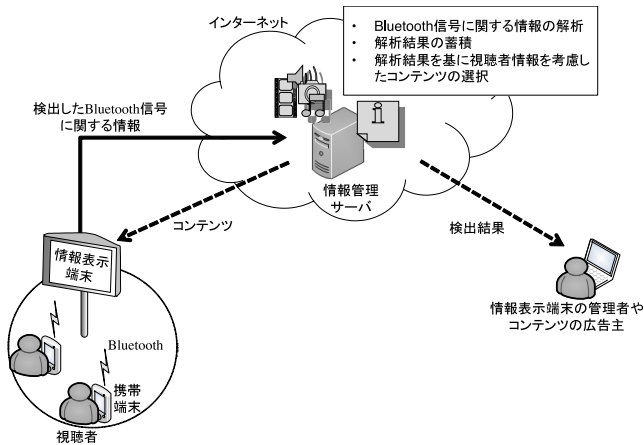 インターネット
• Bluetooth信号に関する情報の解析
• 解析結果の蓄積
• 解析結果を基に視聴者情報を考慮し
たコンテンツの選択
検出したBluetooth信号
に関する情報
情報管理
サーバ
コンテンツ
検出結果
情報表示
端末
情報表示端末の管理者や
コンテンツの広告主
Bluetooth
携帯
端末
視聴者